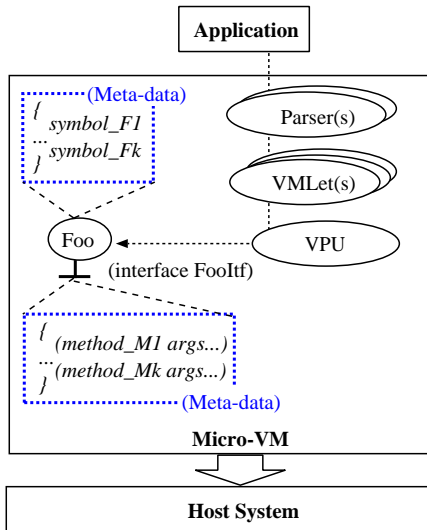 Application
(Meta-data)
{
symbol_F1
...
symbol_Fk
}
Parser(s)
VMLet(s)
Foo
VPU
(interface FooItf)
{
(method_M1 args...)
...
(method_Mk args...)
}
(Meta-data)
Micro-VM
Host System